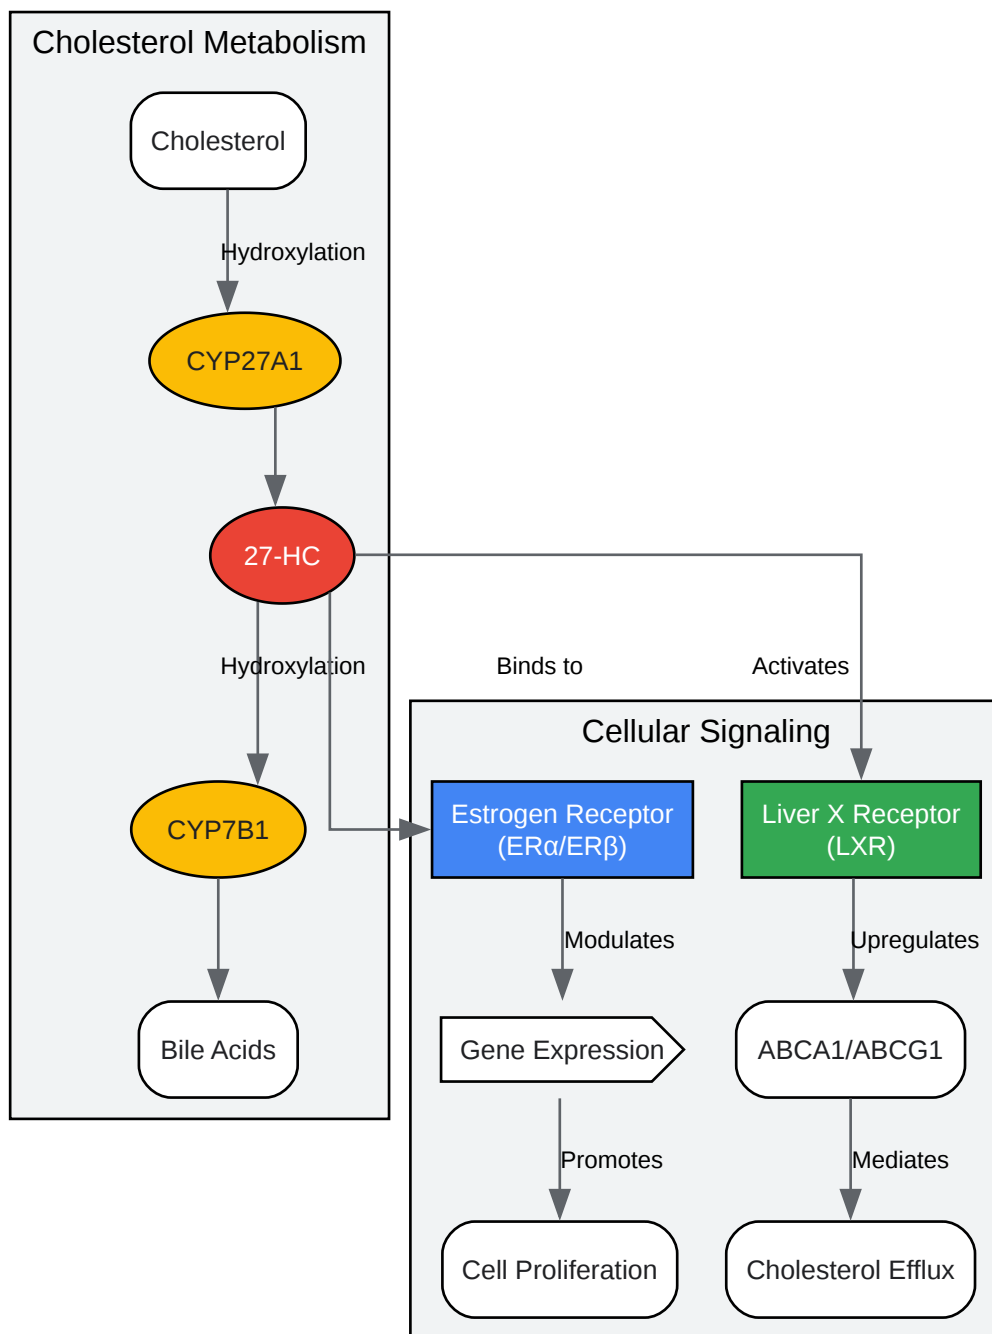 Cholesterol Metabolism
Cholesterol
Hydroxylation
CYP27A1
27-HC
Hydroxylation
Binds to
Activates
Cellular Signaling
CYP7B1
Estrogen Receptor
(ERα/ERβ)
Liver X Receptor
(LXR)
Modulates
Upregulates
Bile Acids
Gene Expression
ABCA1/ABCG1
Promotes
Mediates
Cell Proliferation
Cholesterol Efflux